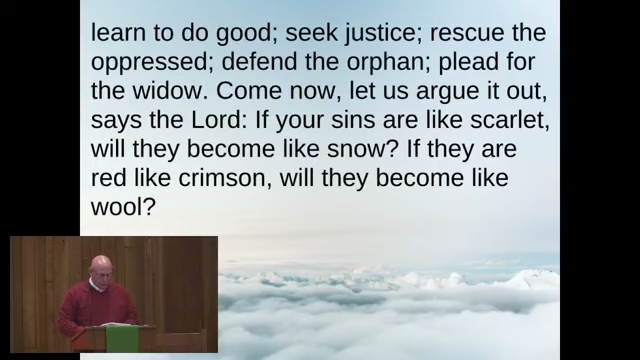 learn to do good; seek justice; rescue the
oppressed; defend the orphan; plead for
the widow. Come now, let us argue it out,
says the Lord: If your sins are like scarlet,
will they become like snow? If they are
red like crimson, will they become like
wool?